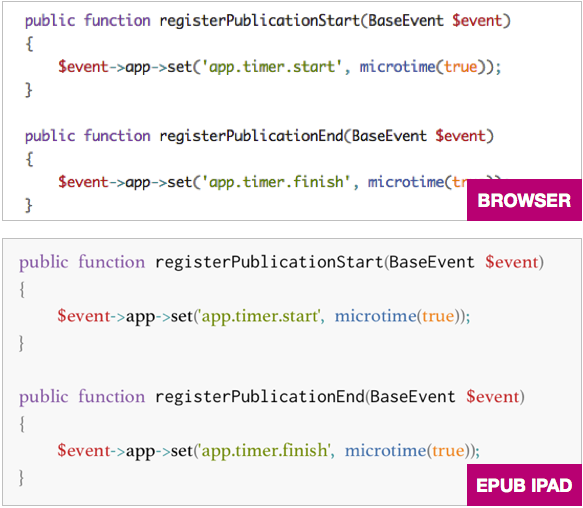 public function registerPublicationStart(BaseEvent $event)
{
    $event->app->set('app.timer.start', microtime(true));
}

public function registerPublicationEnd(BaseEvent $event)
{
    $event->app->set('app.timer.finish', microtime(
}
BROWSER
public function registerPublicationStart(BaseEvent $event)
{
    $event->app->set('app.timer.start', microtime(true));
}

public function registerPublicationEnd(BaseEvent $event)
{
    $event->app->set('app.timer.finish', microtime(true));
}
EPUB IPAD